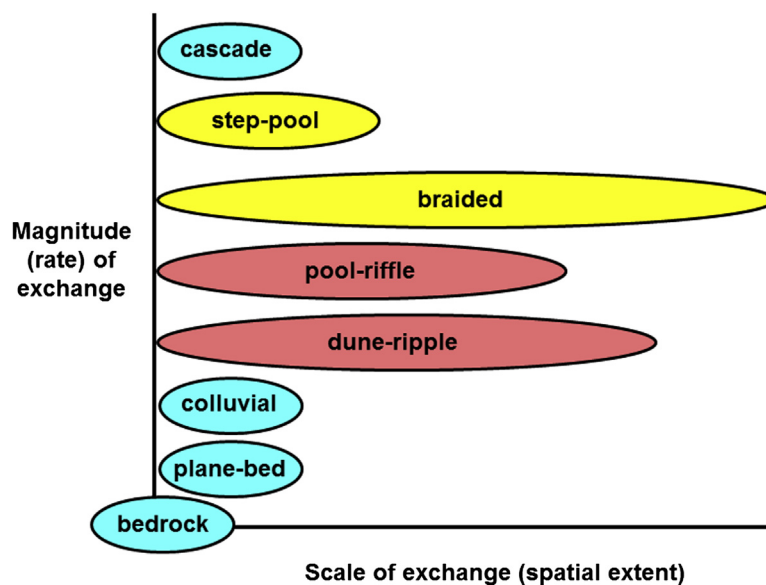 cascade
step-pool
braided
Magnitude
(rate) of
exchange
pool-riffle
dune-ripple
colluvial
plane-bed
bedrock
Scale of exchange (spatial extent)